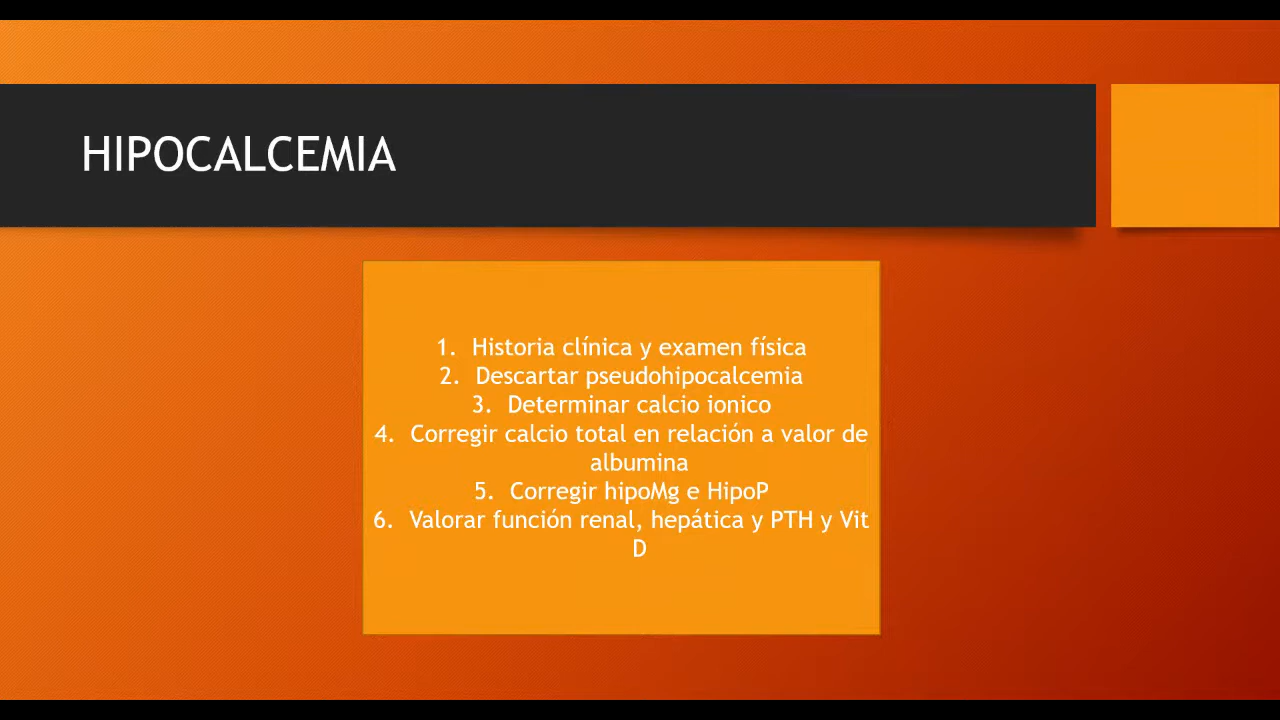 HIPOCALCEMIA
1. Historia clínica y examen física
2. Descartar pseudohipocalcemia
3. Determinar calcio ionico
4. Corregir calcio total en relación a valor de
albumina
5. Corregir hipoMg e HipoP
6. Valorar función renal, hepática y PTH y Vit
D